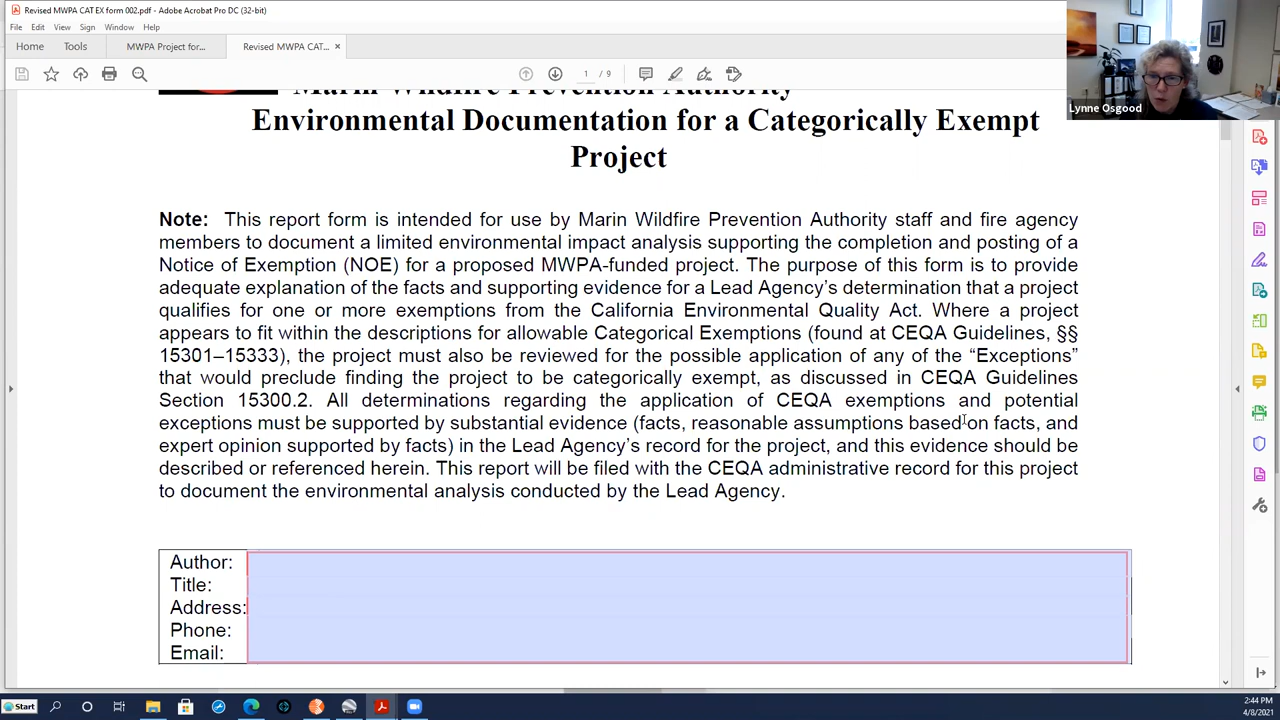 Revised MWPA CAT EX form 002.pdf - Adobe Acrobat Pro DC (32-bit)
File Edit View Sign Window Help
Home Tools MWPA Project for... Revised MWPA CAT... ×
1 / 9
Lynne Osgood
Marin Wildfire Prevention Authority
Environmental Documentation for a Categorically Exempt
Project
Note: This report form is intended for use by Marin Wildfire Prevention Authority staff and fire agency
members to document a limited environmental impact analysis supporting the completion and posting of a
Notice of Exemption (NOE) for a proposed MWPA-funded project. The purpose of this form is to provide
adequate explanation of the facts and supporting evidence for a Lead Agency's determination that a project
qualifies for one or more exemptions from the California Environmental Quality Act. Where a project
appears to fit within the descriptions for allowable Categorical Exemptions (found at CEQA Guidelines, §§
15301–15333), the project must also be reviewed for the possible application of any of the “Exceptions”
that would preclude finding the project to be categorically exempt, as discussed in CEQA Guidelines
Section 15300.2. All determinations regarding the application of CEQA exemptions and potential
exceptions must be supported by substantial evidence (facts, reasonable assumptions based on facts, and
expert opinion supported by facts) in the Lead Agency's record for the project, and this evidence should be
described or referenced herein. This report will be filed with the CEQA administrative record for this project
to document the environmental analysis conducted by the Lead Agency.
Author:
Title:
Address:
Phone:
Email:
Start
2:44 PM
4/8/2021